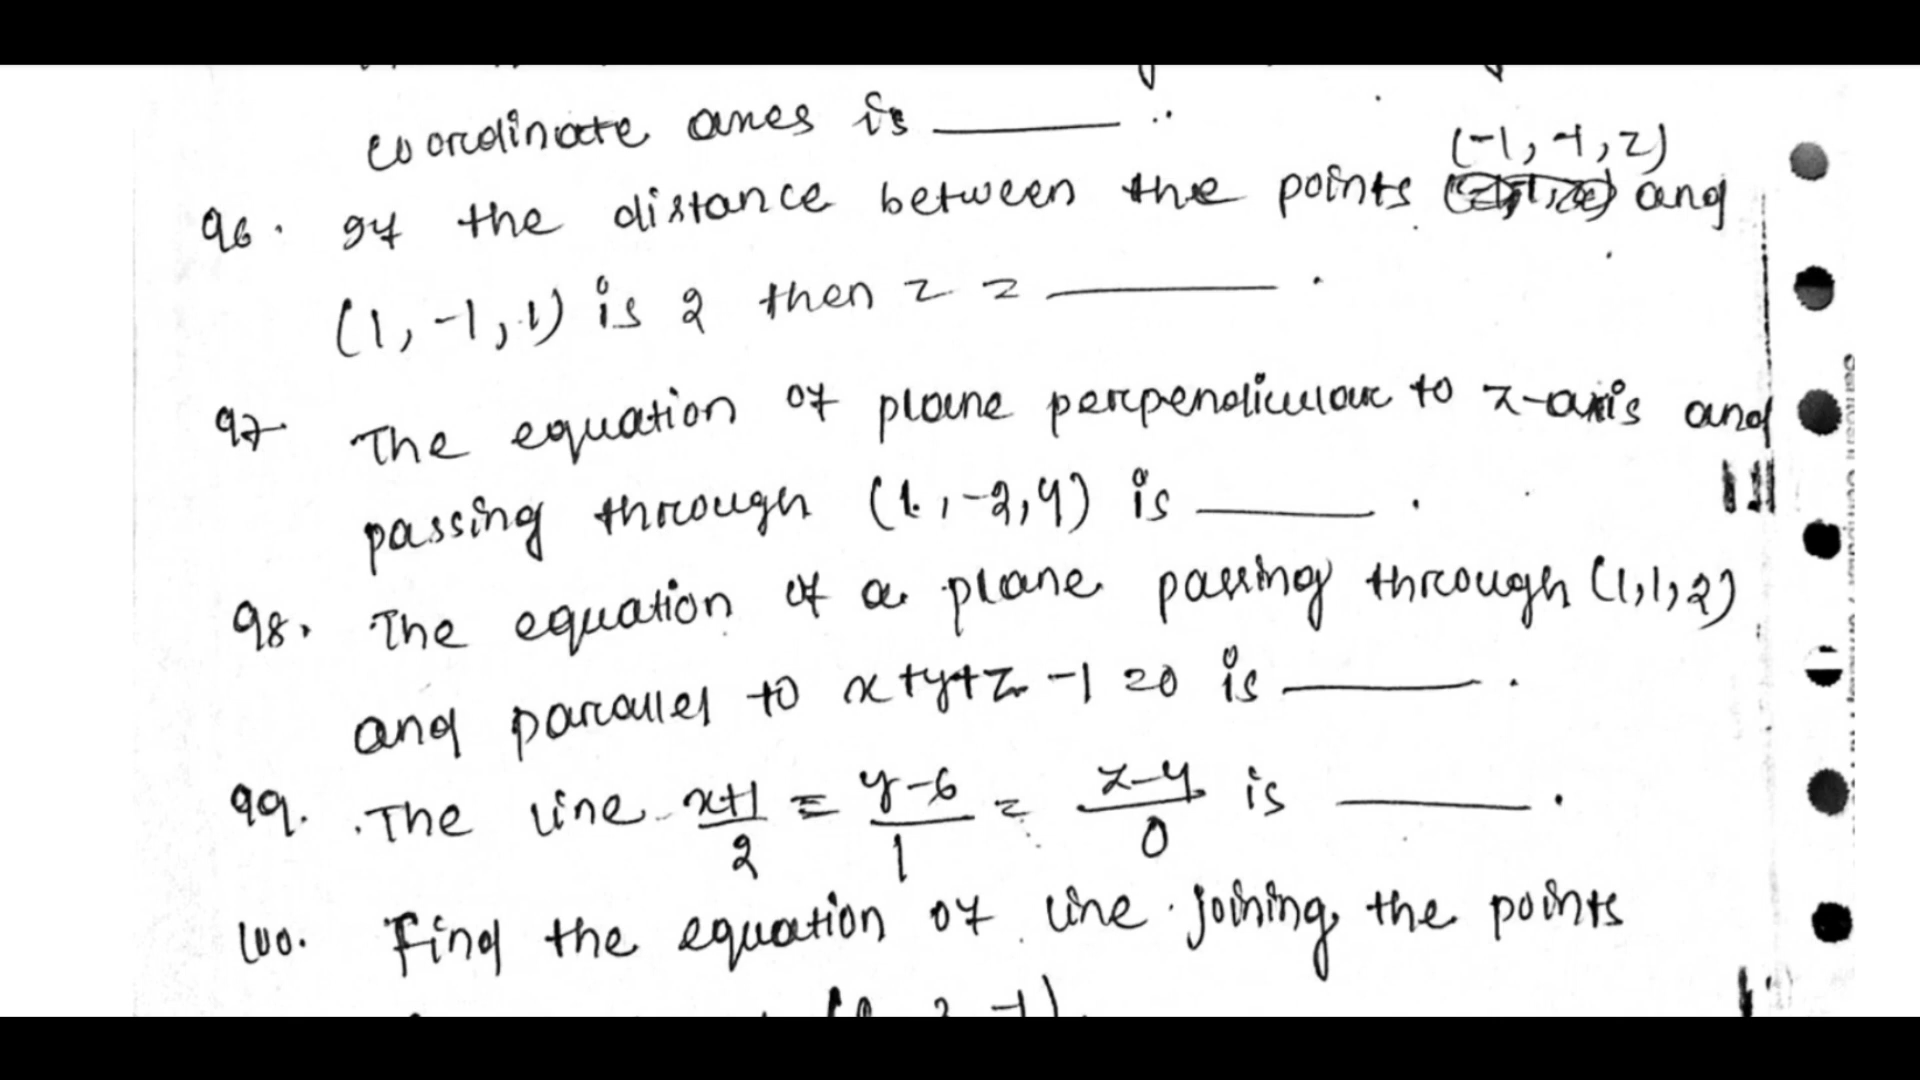 coordinate axes is ______.
(-1, -1, z)
96. If the distance between the points and
(1, -1, 1) is 2 then z = ______.
97. The equation of plane perpendicular to z-axis and
passing through (1, -2, 4) is ______.
98. The equation of a plane passing through (1, 1, 2)
and parallel to x+y+z-1=0 is ______.
99. The line x+1/2 = y-6/1 = z-4/0 is ______.
100. Find the equation of line joining the points